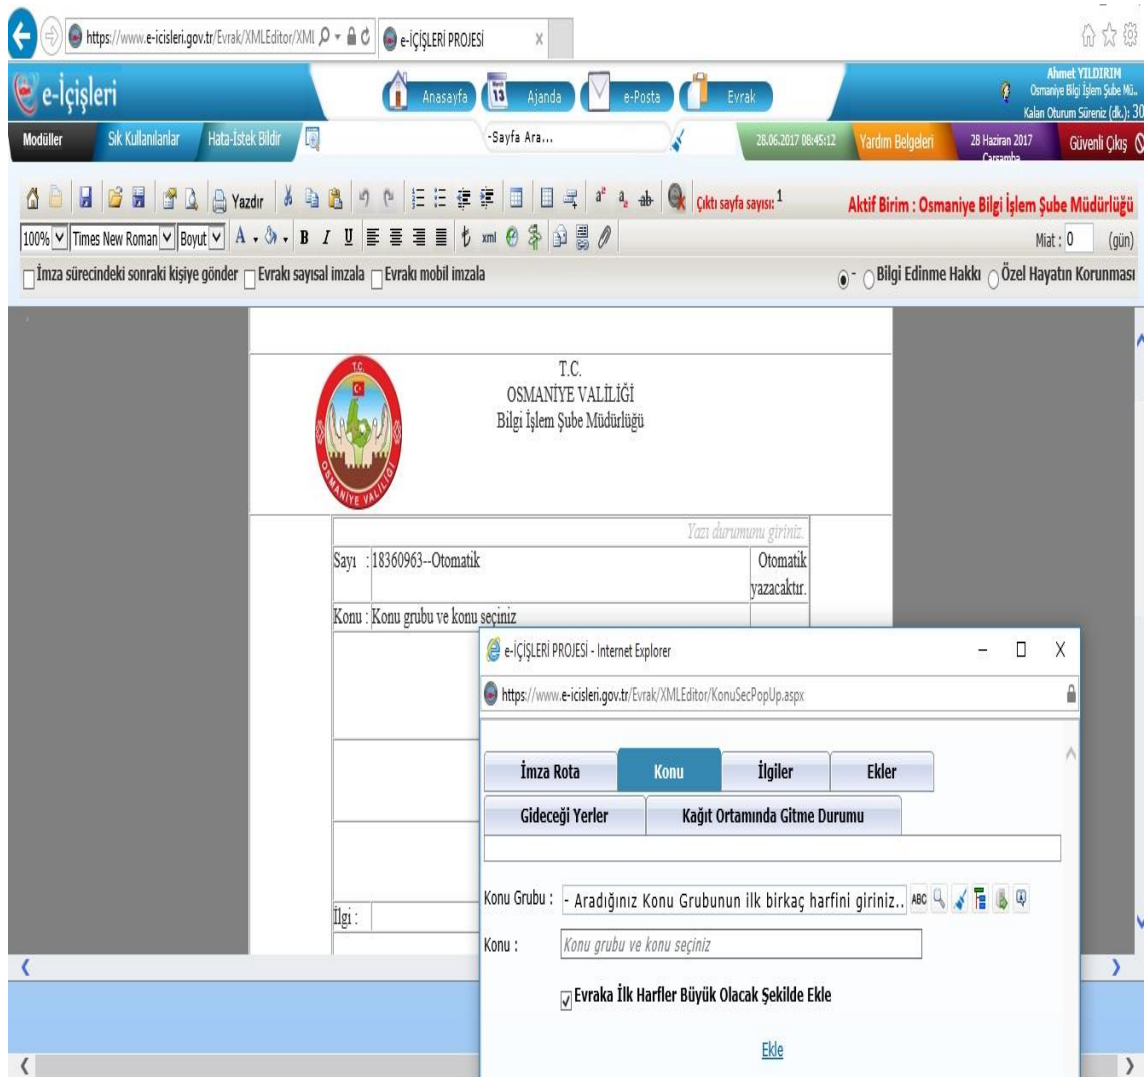 https://www.e-icisleri.gov.tr/Evrak/XMLEditor/XMl
e-İÇİŞLERİ PROJESİ
e-İçişleri
Anasayfa
March 13
Ajanda
e-Posta
Evrak
Ahmet YILDIRIM
Osmaniye Bilgi İşlem Şube Mü..
Kalan Oturum Süreniz (dk.): 30
Modüller
Sık Kullanılanlar
Hata-İstek Bildir
-Sayfa Ara...
28.06.2017 08:45:12
Yardım Belgeleri
28 Haziran 2017
Çarşamba
Güvenli Çıkış
Yazdır
Çıktı sayfa sayısı: 1
Aktif Birim : Osmaniye Bilgi İşlem Şube Müdürlüğü
100%
Times New Roman
Boyut
A
B I U
xml
Miat : 0 (gün)
İmza sürecindeki sonraki kişiye gönder
Evrakı sayısal imzala
Evrakı mobil imzala
-
Bilgi Edinme Hakkı
Özel Hayatın Korunması
T.C.
OSMANİYE VALİLİĞİ
T.C.
OSMANİYE VALİLİĞİ
Bilgi İşlem Şube Müdürlüğü
Yazı durumunu giriniz.
Sayı : 18360963--Otomatik
Otomatik
yazacaktır.
Konu : Konu grubu ve konu seçiniz
İlgi :
e-İÇİŞLERİ PROJESİ - Internet Explorer
https://www.e-icisleri.gov.tr/Evrak/XMLEditor/KonuSecPopUp.aspx
İmza Rota
Konu
İlgiler
Ekler
Gideceği Yerler
Kağıt Ortamında Gitme Durumu
Konu Grubu : - Aradığınız Konu Grubunun ilk birkaç harfini giriniz.. ABC
Konu : Konu grubu ve konu seçiniz
Evraka İlk Harfler Büyük Olacak Şekilde Ekle
Ekle